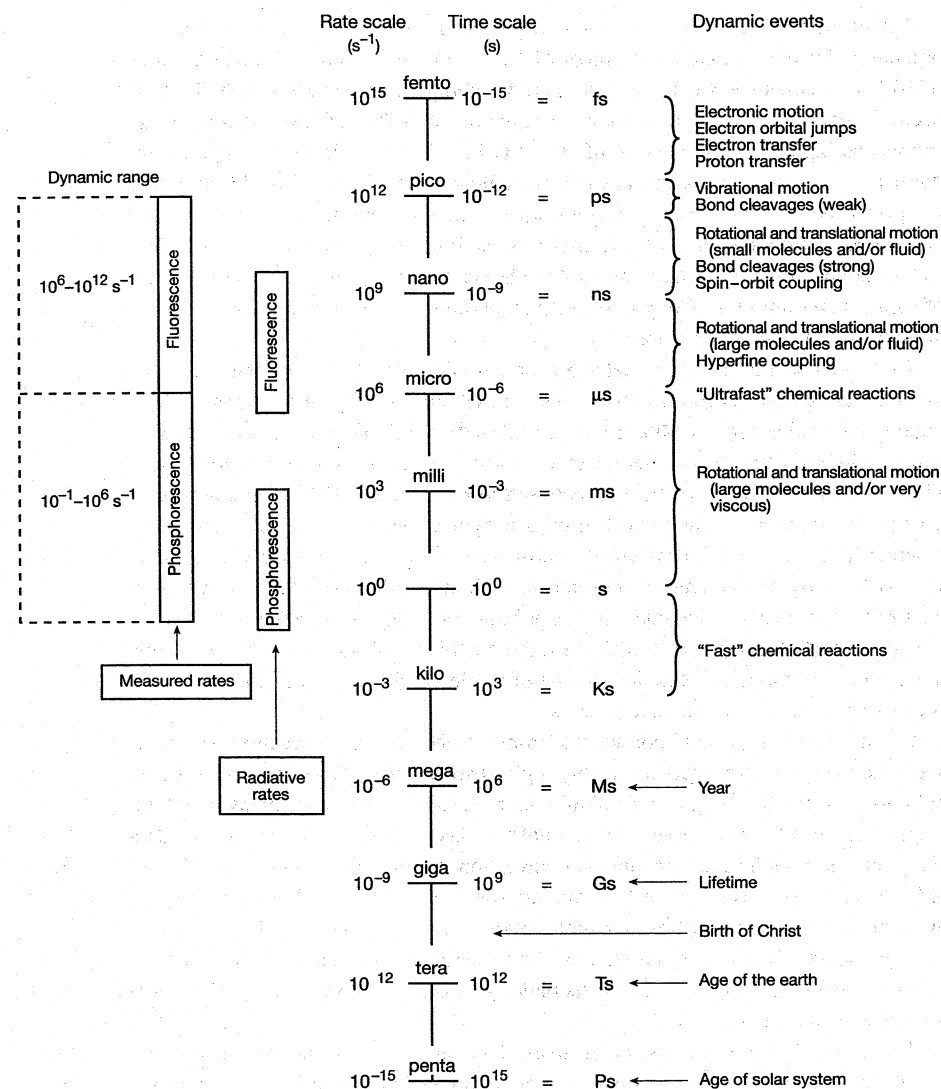 Rate scale Time scale Dynamic events
(s⁻¹) (s)
femto
10¹⁵ 10⁻¹⁵ = fs
Electronic motion
Electron orbital jumps
Electron transfer
Proton transfer
Dynamic range
pico
10¹² 10⁻¹² = ps
Vibrational motion
Bond cleavages (weak)
Rotational and translational motion
(small molecules and/or fluid)
Bond cleavages (strong)
Spin–orbit coupling
10⁶–10¹² s⁻¹
Fluorescence
Fluorescence
nano
10⁹ 10⁻⁹ = ns
Rotational and translational motion
(large molecules and/or fluid)
Hyperfine coupling
micro
10⁶ 10⁻⁶ = μs
"Ultrafast" chemical reactions
milli
10³ 10⁻³ = ms
Rotational and translational motion
(large molecules and/or very
viscous)
10⁻¹–10⁶ s⁻¹
Phosphorescence
Phosphorescence
10⁰ 10⁰ = s
"Fast" chemical reactions
Measured rates
kilo
10⁻³ 10³ = Ks
Radiative
rates
mega
10⁻⁶ 10⁶ = Ms Year
giga
10⁻⁹ 10⁹ = Gs Lifetime
Birth of Christ
tera
10⁻¹² 10¹² = Ts Age of the earth
penta
10⁻¹⁵ 10¹⁵ = Ps Age of solar system